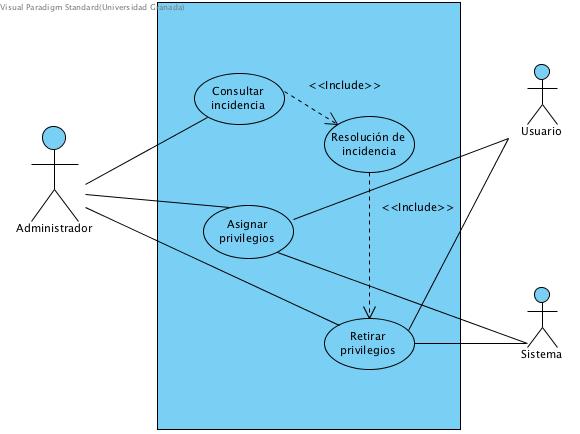 Visual Paradigm Standard(Universidad Granada)
Consultar
incidencia
<<Include>>
Resolución de
incidencia
Usuario
Administrador
Asignar
privilegios
<<Include>>
Retirar
privilegios
Sistema